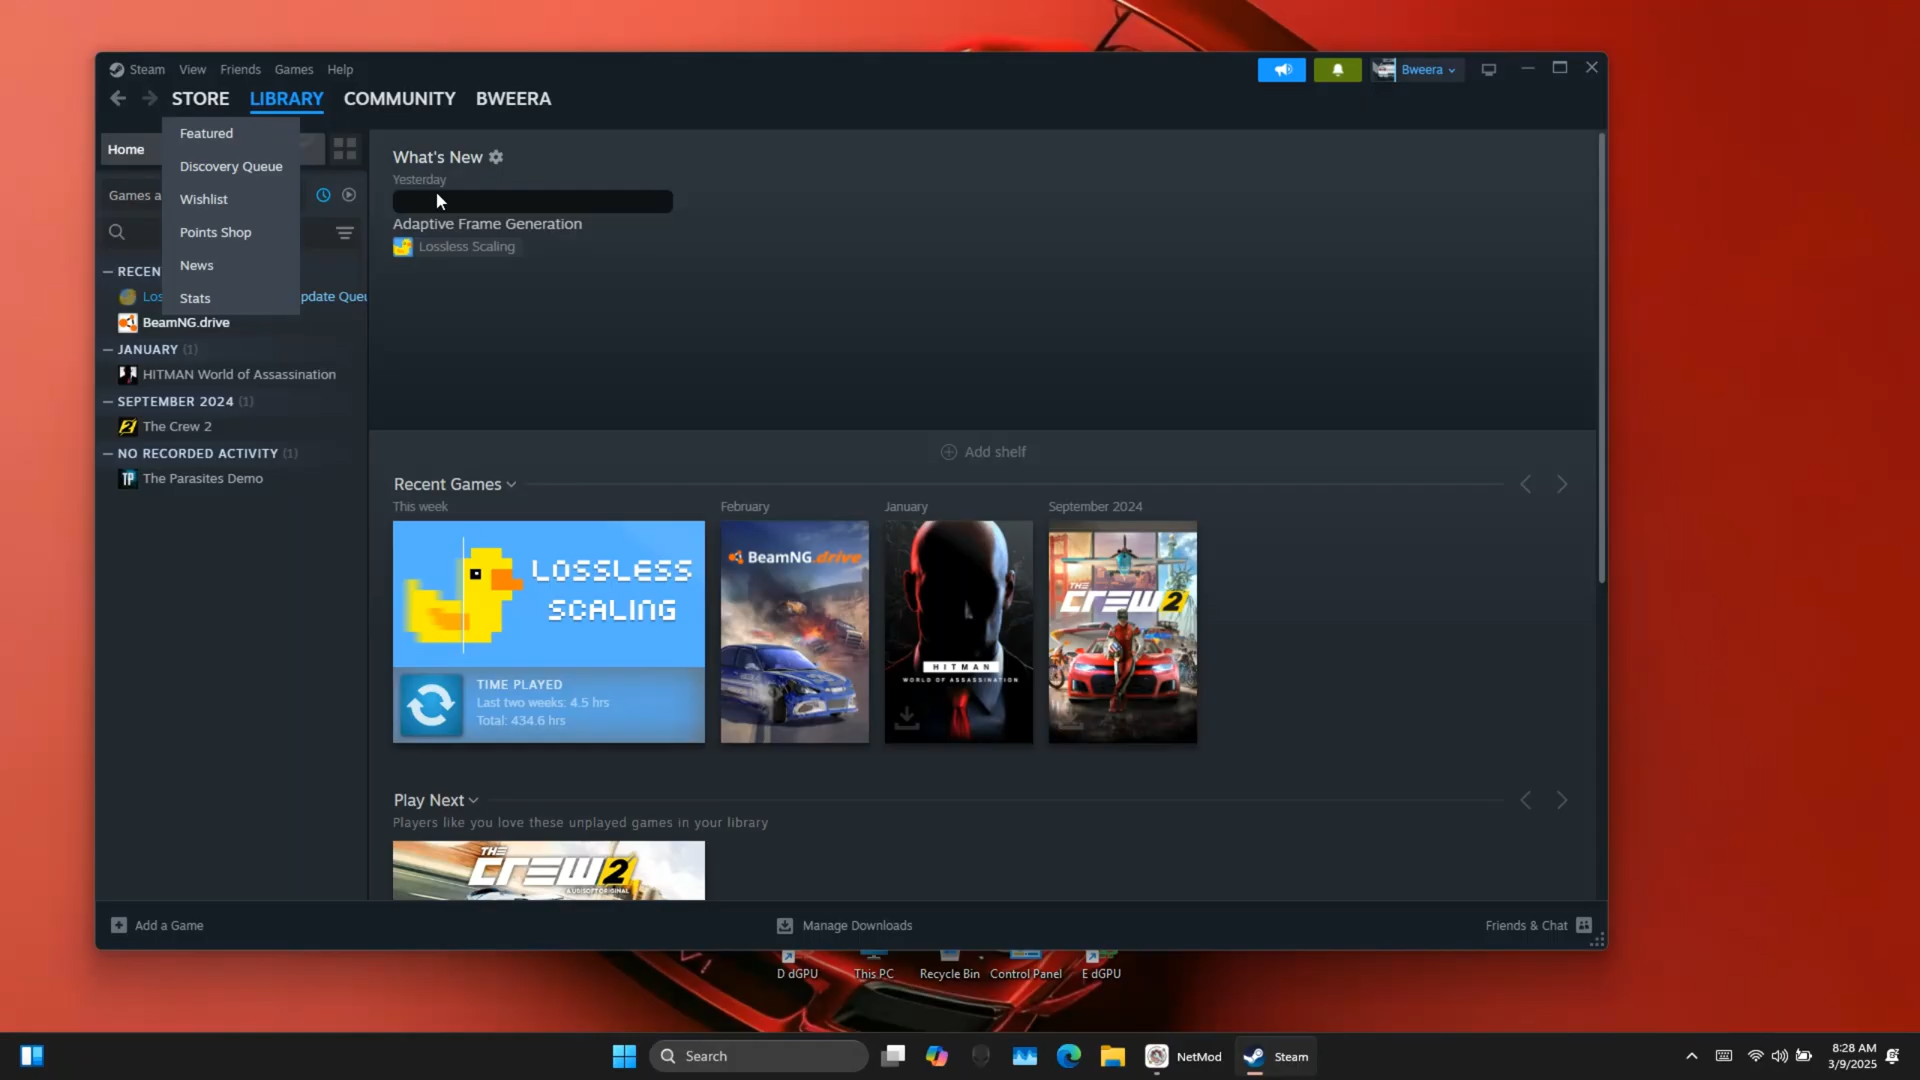 Steam View Friends Games Help
Bweera
STORE LIBRARY COMMUNITY BWEERA
Featured
Discovery Queue
Wishlist
Points Shop
News
Stats
Home
Games a
RECEN
Los
pdate Queu
BeamNG.drive
JANUARY (1)
HITMAN World of Assassination
SEPTEMBER 2024 (1)
The Crew 2
NO RECORDED ACTIVITY (1)
TP The Parasites Demo
What's New
Yesterday
Adaptive Frame Generation
Lossless Scaling
Add shelf
Recent Games
This week
February
January
September 2024
LOSSLESS
SCALING
TIME PLAYED
Last two weeks: 4.5 hrs
Total: 434.6 hrs
BeamNG.drive
HITMAN
WORLD OF ASSASSINATION
THE
CREW 2
Play Next
Players like you love these unplayed games in your library
THE
CREW 2
A UBISOFT ORIGINAL
Add a Game
Manage Downloads
Friends & Chat
D dGPU
This PC
Recycle Bin
Control Panel
E dGPU
Search
NetMod
Steam
8:28 AM
3/9/2025